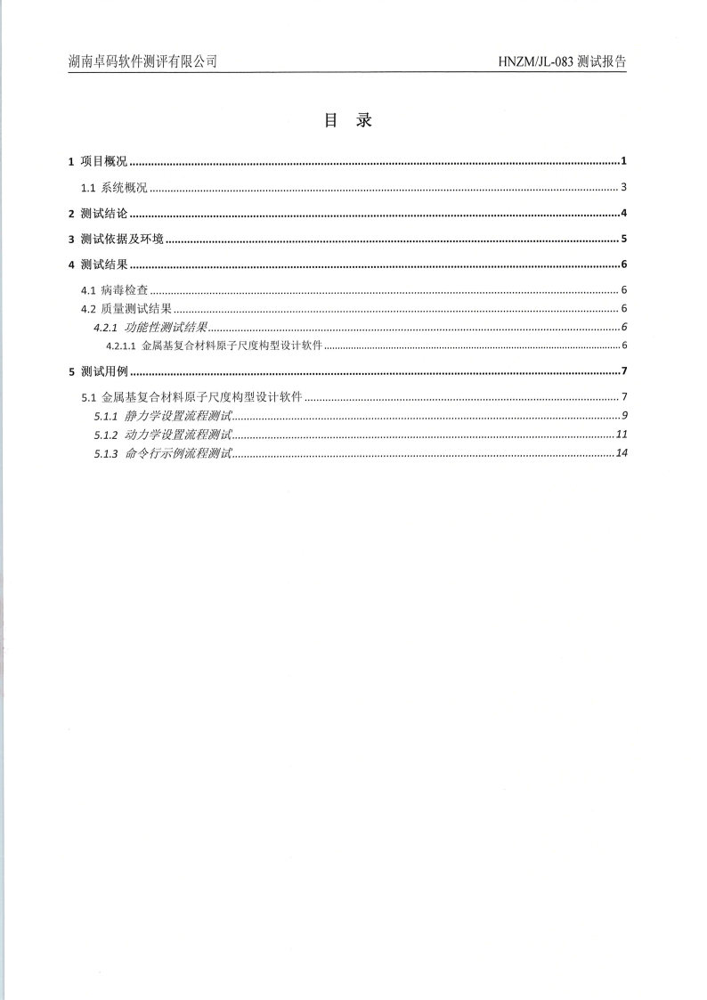 湖南卓码软件测评有限公司 HNZM/JL-083 测试报告
目 录
1 项目概况........1
1.1 系统概况........3
2 测试结论........4
3 测试依据及环境........5
4 测试结果........6
4.1 病毒检查........6
4.2 质量测试结果........6
4.2.1 功能性测试结果........6
4.2.1.1 金属基复合材料原子尺度构型设计软件........6
5 测试用例........7
5.1 金属基复合材料原子尺度构型设计软件........7
5.1.1 静力学设置流程测试........9
5.1.2 动力学设置流程测试........11
5.1.3 命令行示例流程测试........14